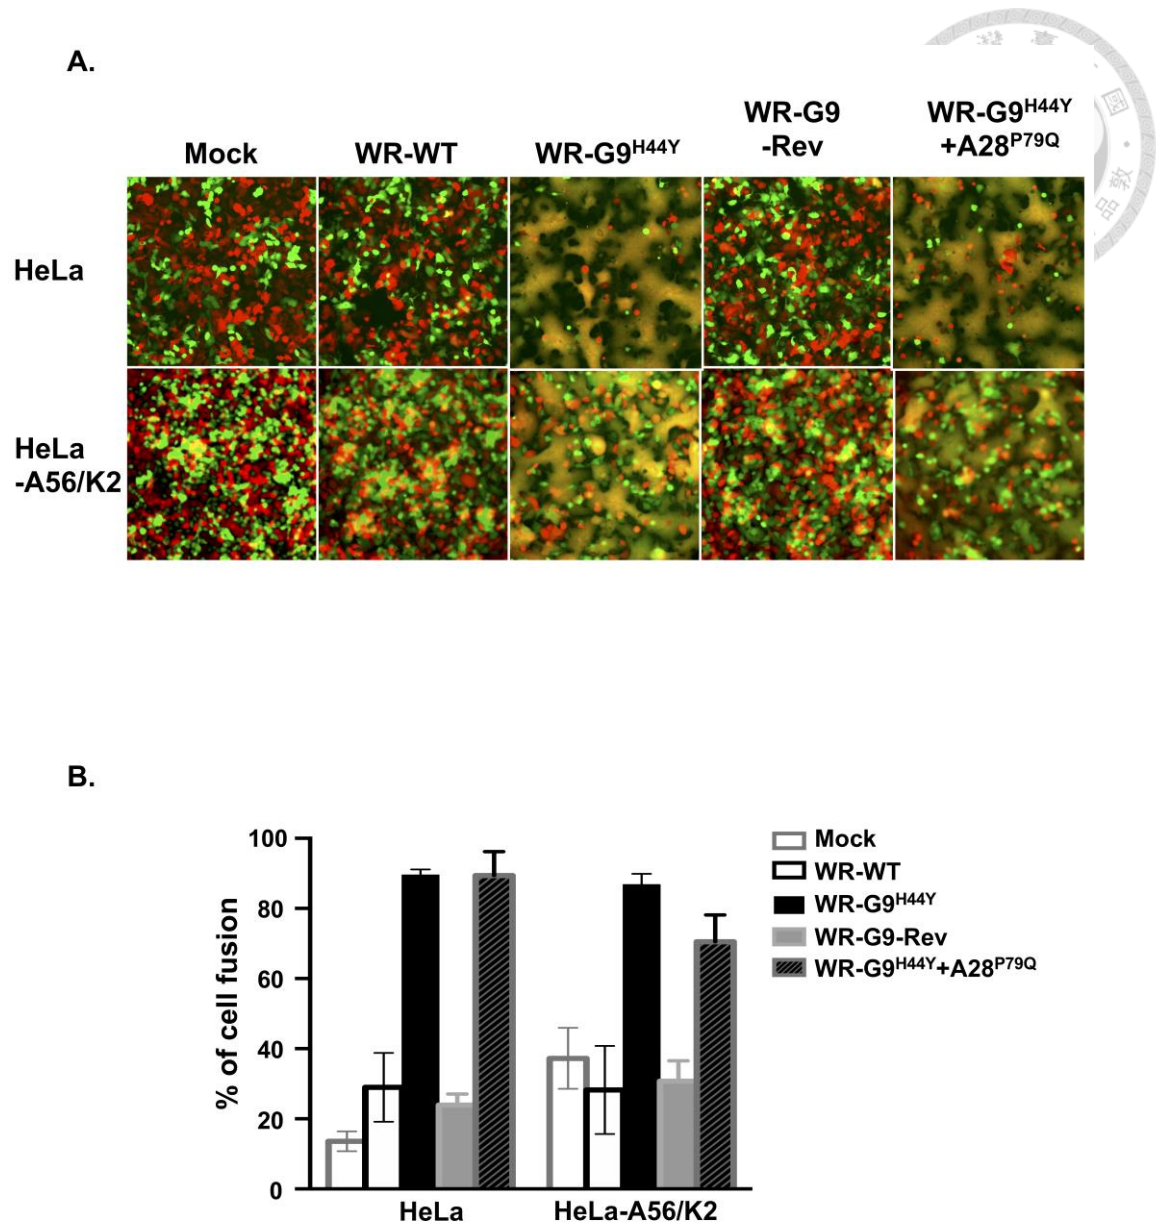 A.
Mock
WR-WT
WR-G9H44Y
WR-G9
-Rev
WR-G9H44Y
+A28P79Q
HeLa
HeLa
-A56/K2
B.
% of cell fusion
100
80
60
40
20
0
HeLa
HeLa-A56/K2
Mock
WR-WT
WR-G9H44Y
WR-G9-Rev
WR-G9H44Y+A28P79Q